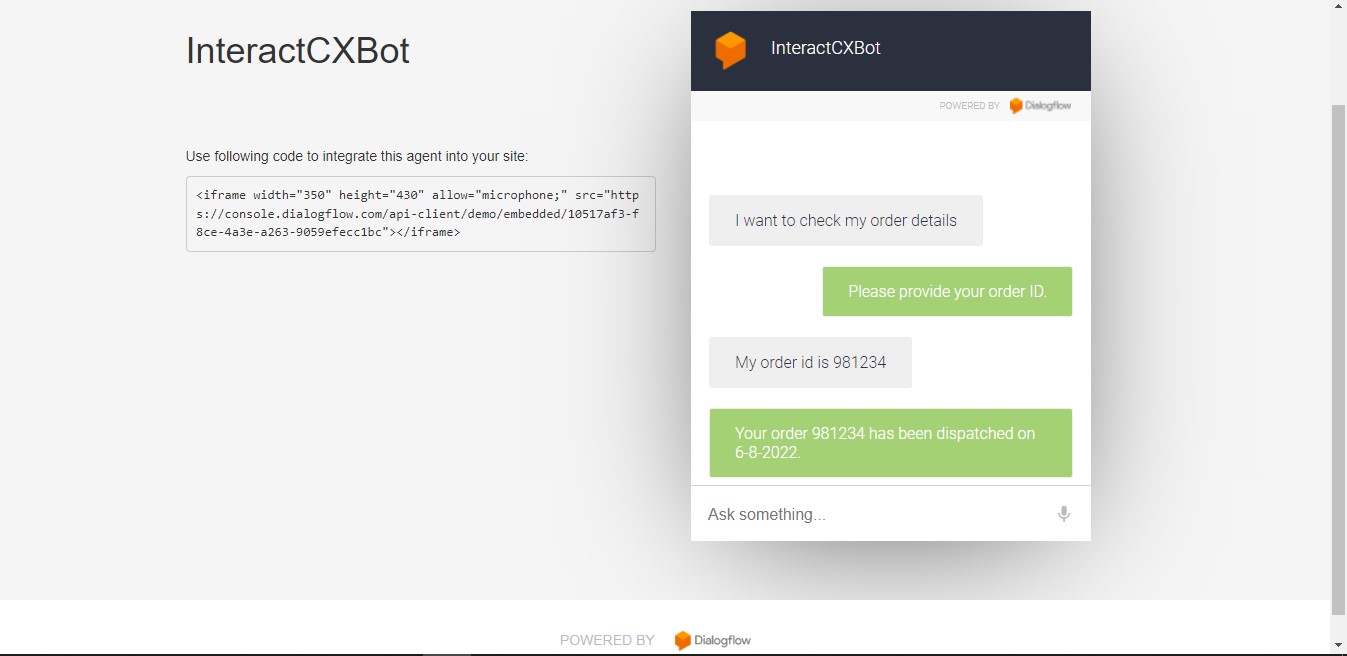 InteractCXBot
Use following code to integrate this agent into your site:
<iframe width="350" height="430" allow="microphone;" src="http
s://console.dialogflow.com/api-client/demo/embedded/10517af3-f
8ce-4a3e-a263-9059efecc1bc"></iframe>
InteractCXBot
POWERED BY Dialogflow
I want to check my order details
Please provide your order ID.
My order id is 981234
Your order 981234 has been dispatched on
6-8-2022.
Ask something...
POWERED BY Dialogflow